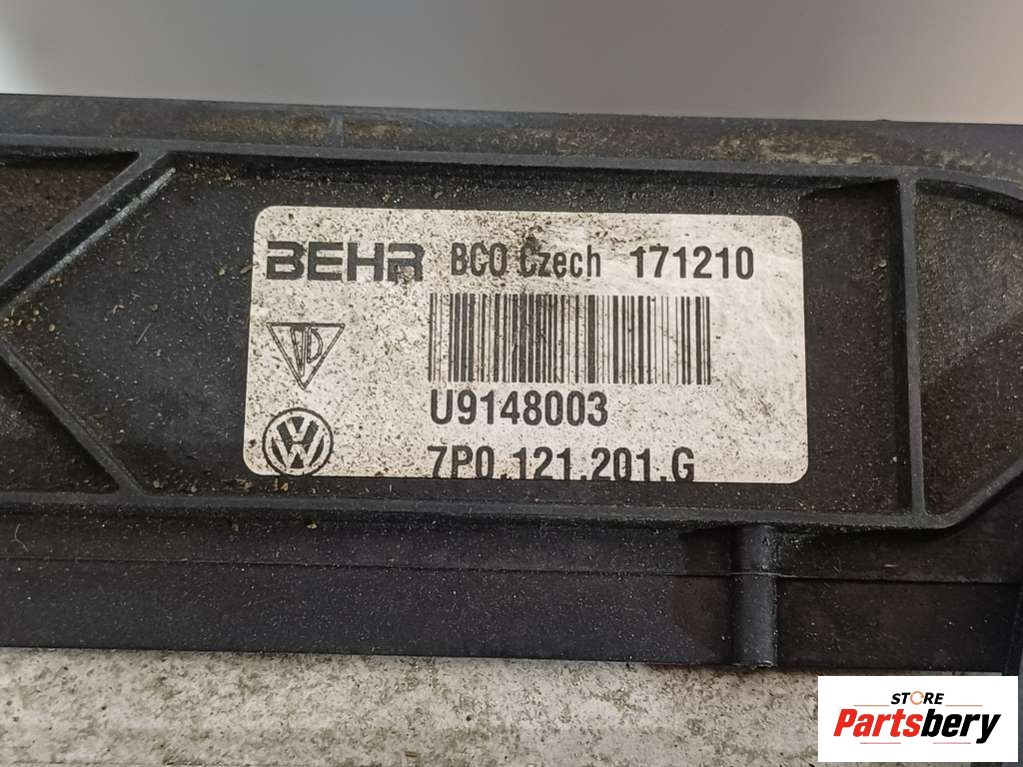 BEHR BCO Czech 171210
U9148003
7P0.121.201.G
STORE
Partsbery